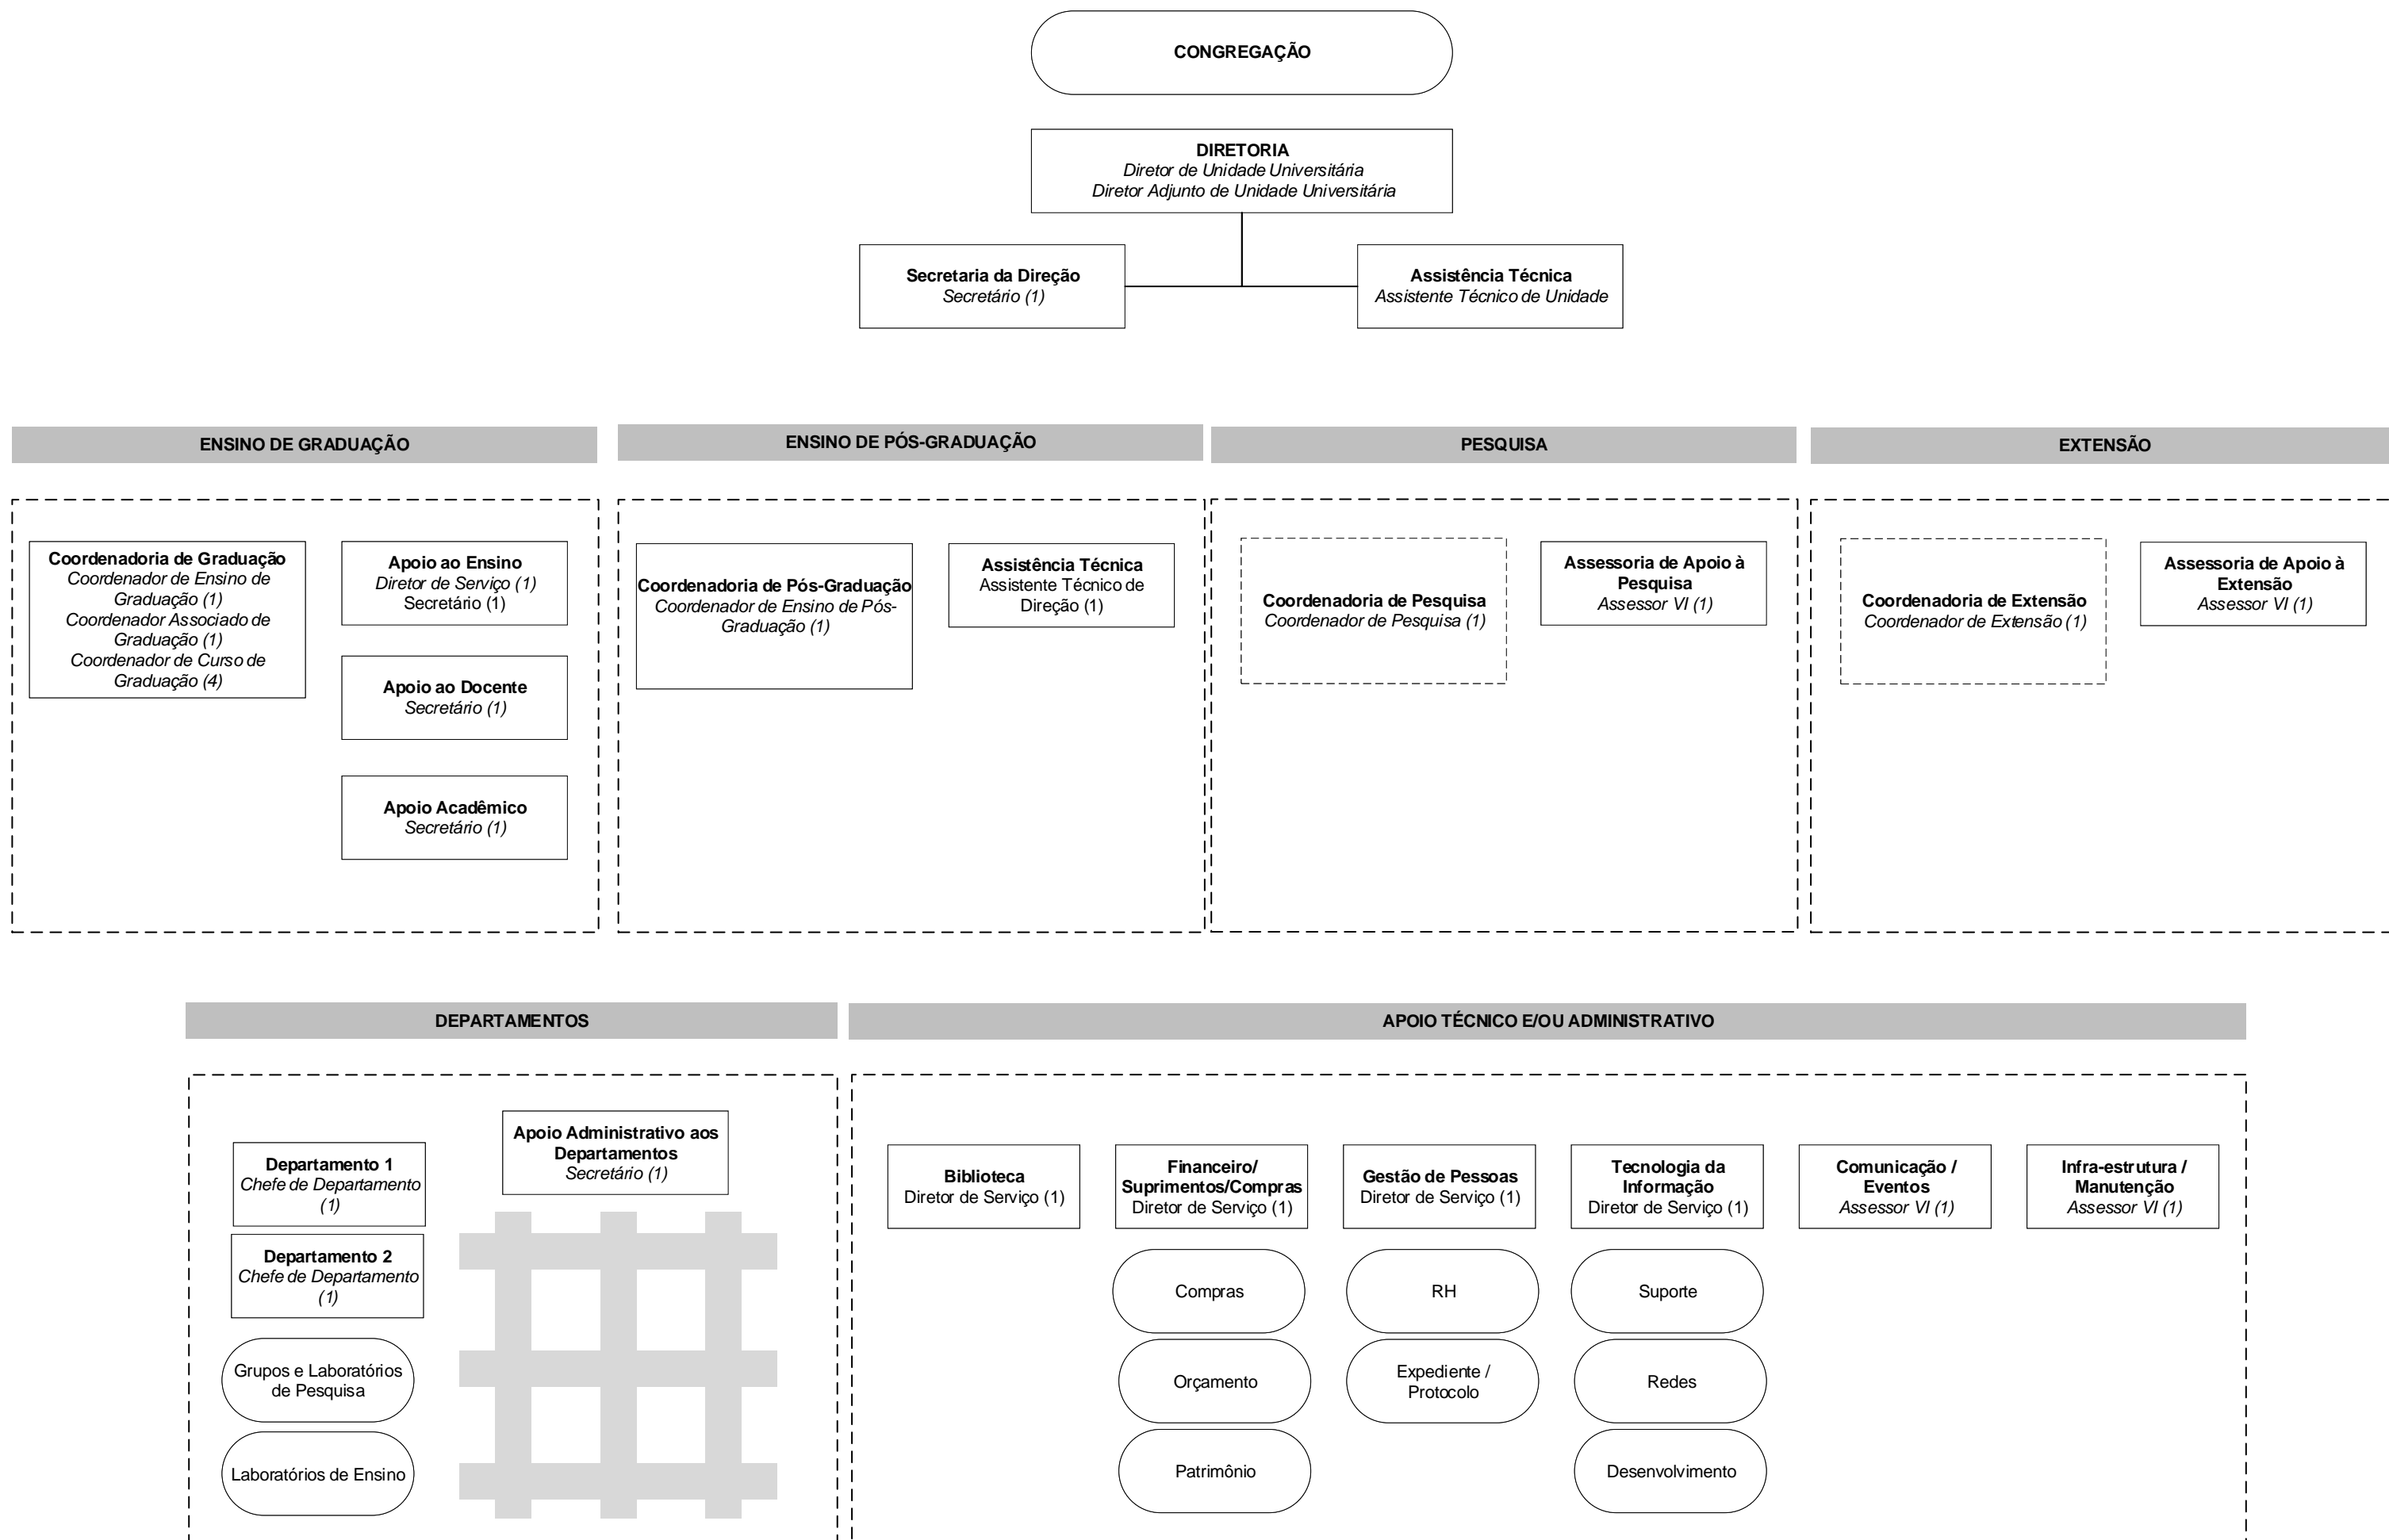 CONGREGAÇÃO
DIRETORIA
Diretor de Unidade Universitária
Diretor Adjunto de Unidade Universitária
Secretaria da Direção
Secretário (1)
Assistência Técnica
Assistente Técnico de Unidade
ENSINO DE GRADUAÇÃO
ENSINO DE PÓS-GRADUAÇÃO
PESQUISA
EXTENSÃO
Coordenadoria de Graduação
Coordenador de Ensino de
Graduação (1)
Coordenador Associado de
Graduação (1)
Coordenador de Curso de
Graduação (4)
Apoio ao Ensino
Diretor de Serviço (1)
Secretário (1)
Apoio ao Docente
Secretário (1)
Apoio Acadêmico
Secretário (1)
Coordenadoria de Pós-Graduação
Coordenador de Ensino de Pós-
Graduação (1)
Assistência Técnica
Assistente Técnico de
Direção (1)
Coordenadoria de Pesquisa
Coordenador de Pesquisa (1)
Assessoria de Apoio à
Pesquisa
Assessor VI (1)
Coordenadoria de Extensão
Coordenador de Extensão (1)
Assessoria de Apoio à
Extensão
Assessor VI (1)
DEPARTAMENTOS
APOIO TÉCNICO E/OU ADMINISTRATIVO
Departamento 1
Chefe de Departamento
(1)
Departamento 2
Chefe de Departamento
(1)
Grupos e Laboratórios
de Pesquisa
Laboratórios de Ensino
Apoio Administrativo aos
Departamentos
Secretário (1)
Biblioteca
Diretor de Serviço (1)
Financeiro/
Suprimentos/Compras
Diretor de Serviço (1)
Compras
Orçamento
Patrimônio
Gestão de Pessoas
Diretor de Serviço (1)
RH
Expediente /
Protocolo
Tecnologia da
Informação
Diretor de Serviço (1)
Suporte
Redes
Desenvolvimento
Comunicação /
Eventos
Assessor VI (1)
Infra-estrutura /
Manutenção
Assessor VI (1)